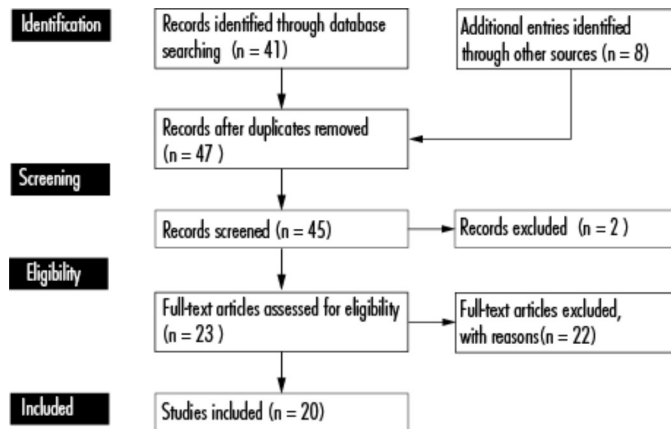 Identification
Records identified through database
searching (n = 41)
Additional entries identified
through other sources (n = 8)
Records after duplicates removed
(n = 47 )
Screening
Records screened (n = 45)
Records excluded (n = 2 )
Eligibility
Full-text articles assessed for eligibility
(n = 23 )
Full-text articles excluded,
with reasons(n = 22)
Included
Studies included (n = 20)